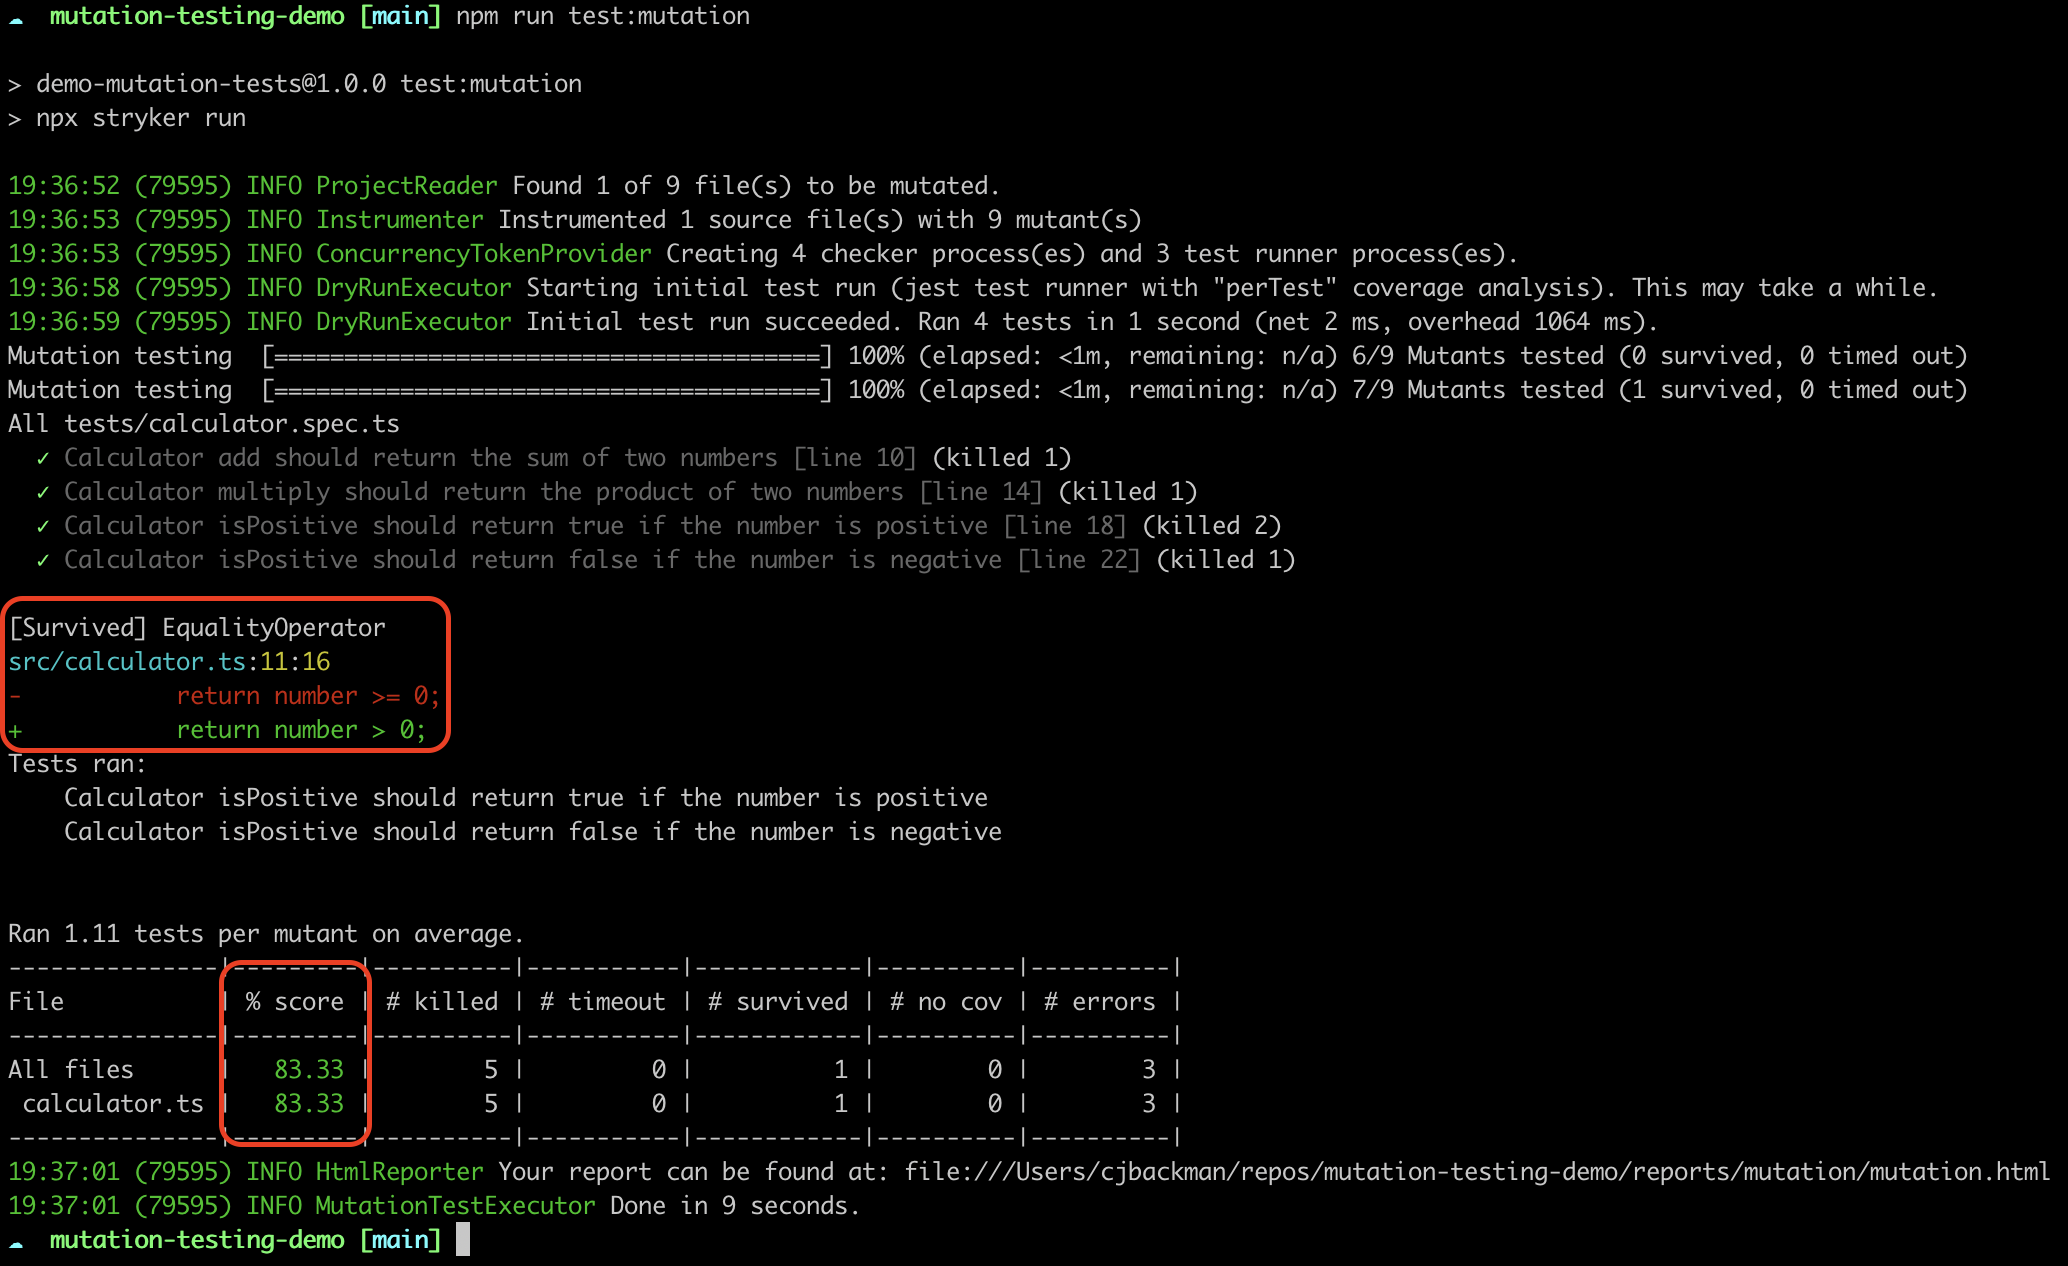 mutation-testing-demo [main] npm run test:mutation
> demo-mutation-tests@1.0.0 test:mutation
> npx stryker run
19:36:52 (79595) INFO ProjectReader Found 1 of 9 file(s) to be mutated.
19:36:53 (79595) INFO Instrumenter Instrumented 1 source file(s) with 9 mutant(s)
19:36:53 (79595) INFO ConcurrencyTokenProvider Creating 4 checker process(es) and 3 test runner process(es).
19:36:58 (79595) INFO DryRunExecutor Starting initial test run (jest test runner with "perTest" coverage analysis). This may take a while.
19:36:59 (79595) INFO DryRunExecutor Initial test run succeeded. Ran 4 tests in 1 second (net 2 ms, overhead 1064 ms).
Mutation testing  [=======================================] 100% (elapsed: <1m, remaining: n/a) 6/9 Mutants tested (0 survived, 0 timed out)
Mutation testing  [=======================================] 100% (elapsed: <1m, remaining: n/a) 7/9 Mutants tested (1 survived, 0 timed out)
All tests/calculator.spec.ts
✓ Calculator add should return the sum of two numbers [line 10] (killed 1)
✓ Calculator multiply should return the product of two numbers [line 14] (killed 1)
✓ Calculator isPositive should return true if the number is positive [line 18] (killed 2)
✓ Calculator isPositive should return false if the number is negative [line 22] (killed 1)
[Survived] EqualityOperator
src/calculator.ts:11:16
-           return number >= 0;
+           return number > 0;
Tests ran:
Calculator isPositive should return true if the number is positive
Calculator isPositive should return false if the number is negative
Ran 1.11 tests per mutant on average.
---------------|---------|----------|-----------|------------|----------|----------|
File           | % score | # killed | # timeout | # survived | # no cov | # errors |
---------------|---------|----------|-----------|------------|----------|----------|
All files      |   83.33 |        5 |         0 |          1 |        0 |        3 |
calculator.ts |   83.33 |        5 |         0 |          1 |        0 |        3 |
---------------|---------|----------|-----------|------------|----------|----------|
19:37:01 (79595) INFO HtmlReporter Your report can be found at: file:///Users/cjbackman/repos/mutation-testing-demo/reports/mutation/mutation.html
19:37:01 (79595) INFO MutationTestExecutor Done in 9 seconds.
mutation-testing-demo [main]